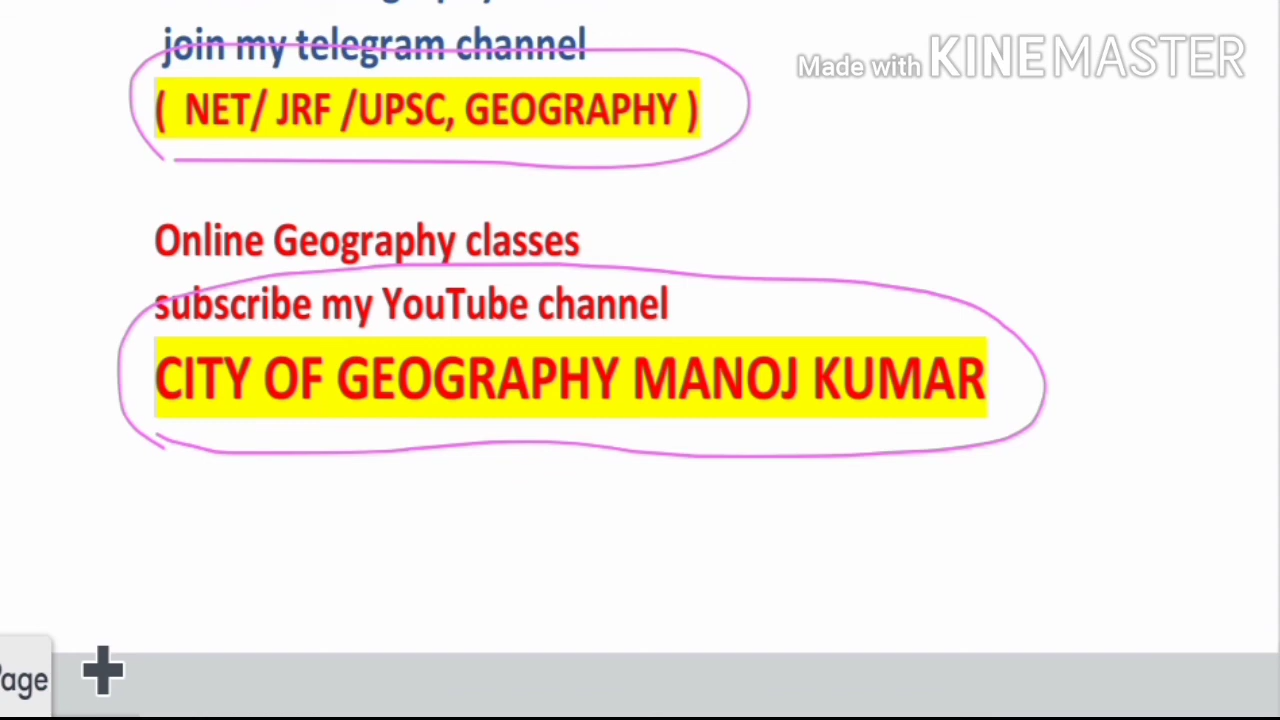 join my telegram channel
Made with KINEMASTER
( NET/ JRF /UPSC, GEOGRAPHY )
Online Geography classes
subscribe my YouTube channel
CITY OF GEOGRAPHY MANOJ KUMAR